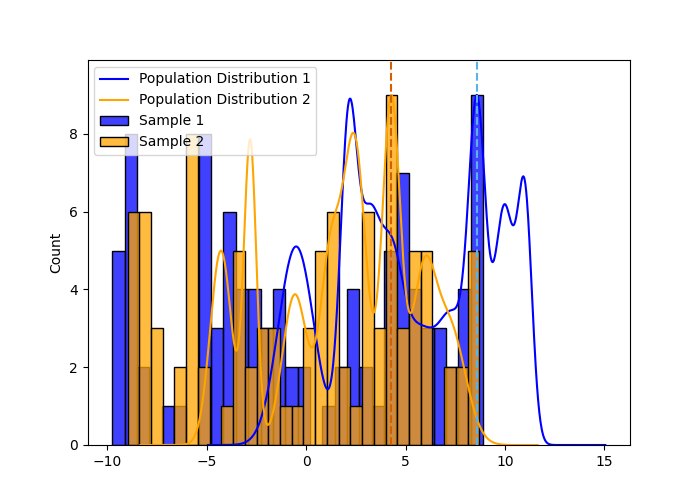 Population Distribution 1
Population Distribution 2
Sample 1
Sample 2
Count
8
6
4
2
0
−10
−5
0
5
10
15